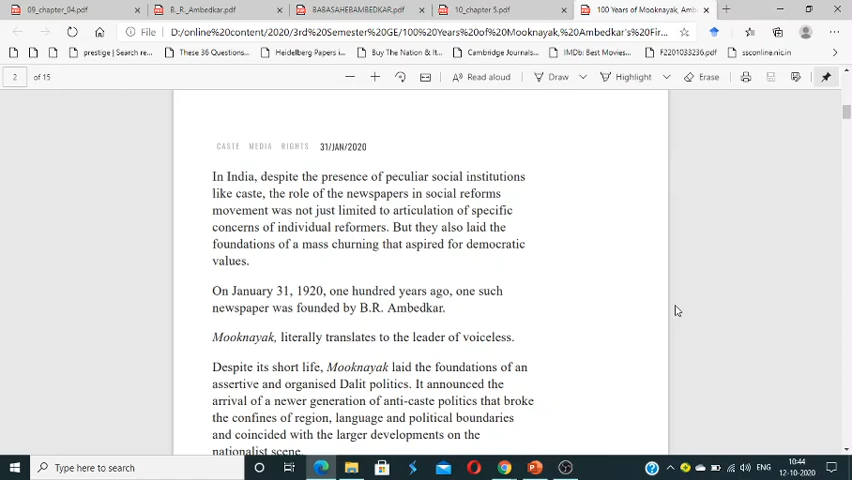 09_chapter_04.pdf
B._R_Ambedkar.pdf
BABASAHEBAMBEDKAR.pdf
10_chapter 5.pdf
100 Years of Mooknayak, Amb
File
D:/online%20content/2020/3rd%20Semester%20GE/100%20Years%20of%20Mooknayak,%20Ambedkar's%20Fir...
prestige | Search re...
These 36 Questions...
Heidelberg Papers i...
Buy The Nation & It...
Cambridge Journals...
IMDb: Best Movies...
F2201033236.pdf
ssconline.nic.in
2 of 15
Read aloud
Draw
Highlight
Erase
CASTE MEDIA RIGHTS 31/JAN/2020
In India, despite the presence of peculiar social institutions
like caste, the role of the newspapers in social reforms
movement was not just limited to articulation of specific
concerns of individual reformers. But they also laid the
foundations of a mass churning that aspired for democratic
values.
On January 31, 1920, one hundred years ago, one such
newspaper was founded by B.R. Ambedkar.
Mooknayak, literally translates to the leader of voiceless.
Despite its short life, Mooknayak laid the foundations of an
assertive and organised Dalit politics. It announced the
arrival of a newer generation of anti-caste politics that broke
the confines of region, language and political boundaries
and coincided with the larger developments on the
nationalist scene.
Type here to search
ENG
10:44
12-10-2020